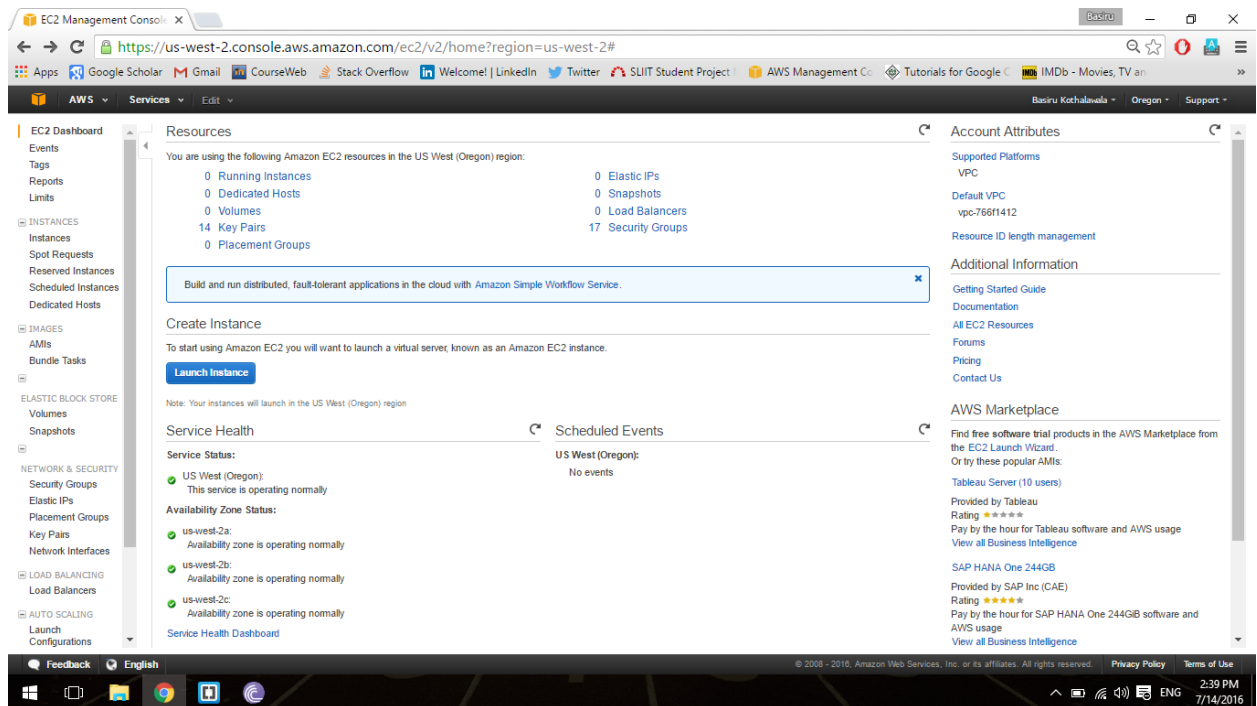 EC2 Management Console
Basiru
https://us-west-2.console.aws.amazon.com/ec2/v2/home?region=us-west-2#
Apps Google Scholar Gmail CourseWeb Stack Overflow Welcome! | LinkedIn Twitter SLIIT Student Project AWS Management Co Tutorials for Google C IMDb - Movies, TV an »
AWS Services Edit Basiru Kothalawala Oregon Support
EC2 Dashboard
Events
Tags
Reports
Limits
INSTANCES
Instances
Spot Requests
Reserved Instances
Scheduled Instances
Dedicated Hosts
IMAGES
AMIs
Bundle Tasks
ELASTIC BLOCK STORE
Volumes
Snapshots
NETWORK & SECURITY
Security Groups
Elastic IPs
Placement Groups
Key Pairs
Network Interfaces
LOAD BALANCING
Load Balancers
AUTO SCALING
Launch
Configurations
Resources
You are using the following Amazon EC2 resources in the US West (Oregon) region:
0 Running Instances
0 Dedicated Hosts
0 Volumes
14 Key Pairs
0 Placement Groups
0 Elastic IPs
0 Snapshots
0 Load Balancers
17 Security Groups
Build and run distributed, fault-tolerant applications in the cloud with Amazon Simple Workflow Service.
Create Instance
To start using Amazon EC2 you will want to launch a virtual server, known as an Amazon EC2 instance.
Launch Instance
Note: Your instances will launch in the US West (Oregon) region
Service Health
Service Status:
US West (Oregon):
This service is operating normally
Availability Zone Status:
us-west-2a:
Availability zone is operating normally
us-west-2b:
Availability zone is operating normally
us-west-2c:
Availability zone is operating normally
Service Health Dashboard
Scheduled Events
US West (Oregon):
No events
Account Attributes
Supported Platforms
VPC
Default VPC
vpc-766f1412
Resource ID length management
Additional Information
Getting Started Guide
Documentation
All EC2 Resources
Forums
Pricing
Contact Us
AWS Marketplace
Find free software trial products in the AWS Marketplace from
the EC2 Launch Wizard.
Or try these popular AMIs:
Tableau Server (10 users)
Provided by Tableau
Rating
Pay by the hour for Tableau software and AWS usage
View all Business Intelligence
SAP HANA One 244GB
Provided by SAP Inc (CAE)
Rating
Pay by the hour for SAP HANA One 244GiB software and
AWS usage
View all Business Intelligence
Feedback English © 2008 - 2016, Amazon Web Services, Inc. or its affiliates. All rights reserved. Privacy Policy Terms of Use
ENG
2:39 PM
7/14/2016